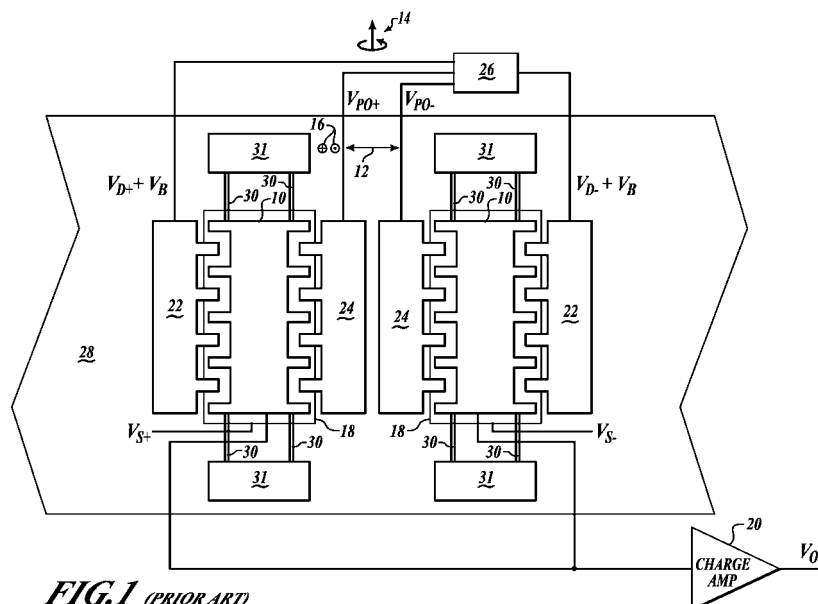 14
26
V_PO+
V_PO-
16
12
31
31
V_D+ + V_B
V_D- + V_B
30
30
30
30
10
10
22
24
24
22
28
V_S+
V_S-
18
18
30
30
30
30
31
31
20
CHARGE
AMP
V_O
FIG.1 (PRIOR ART)